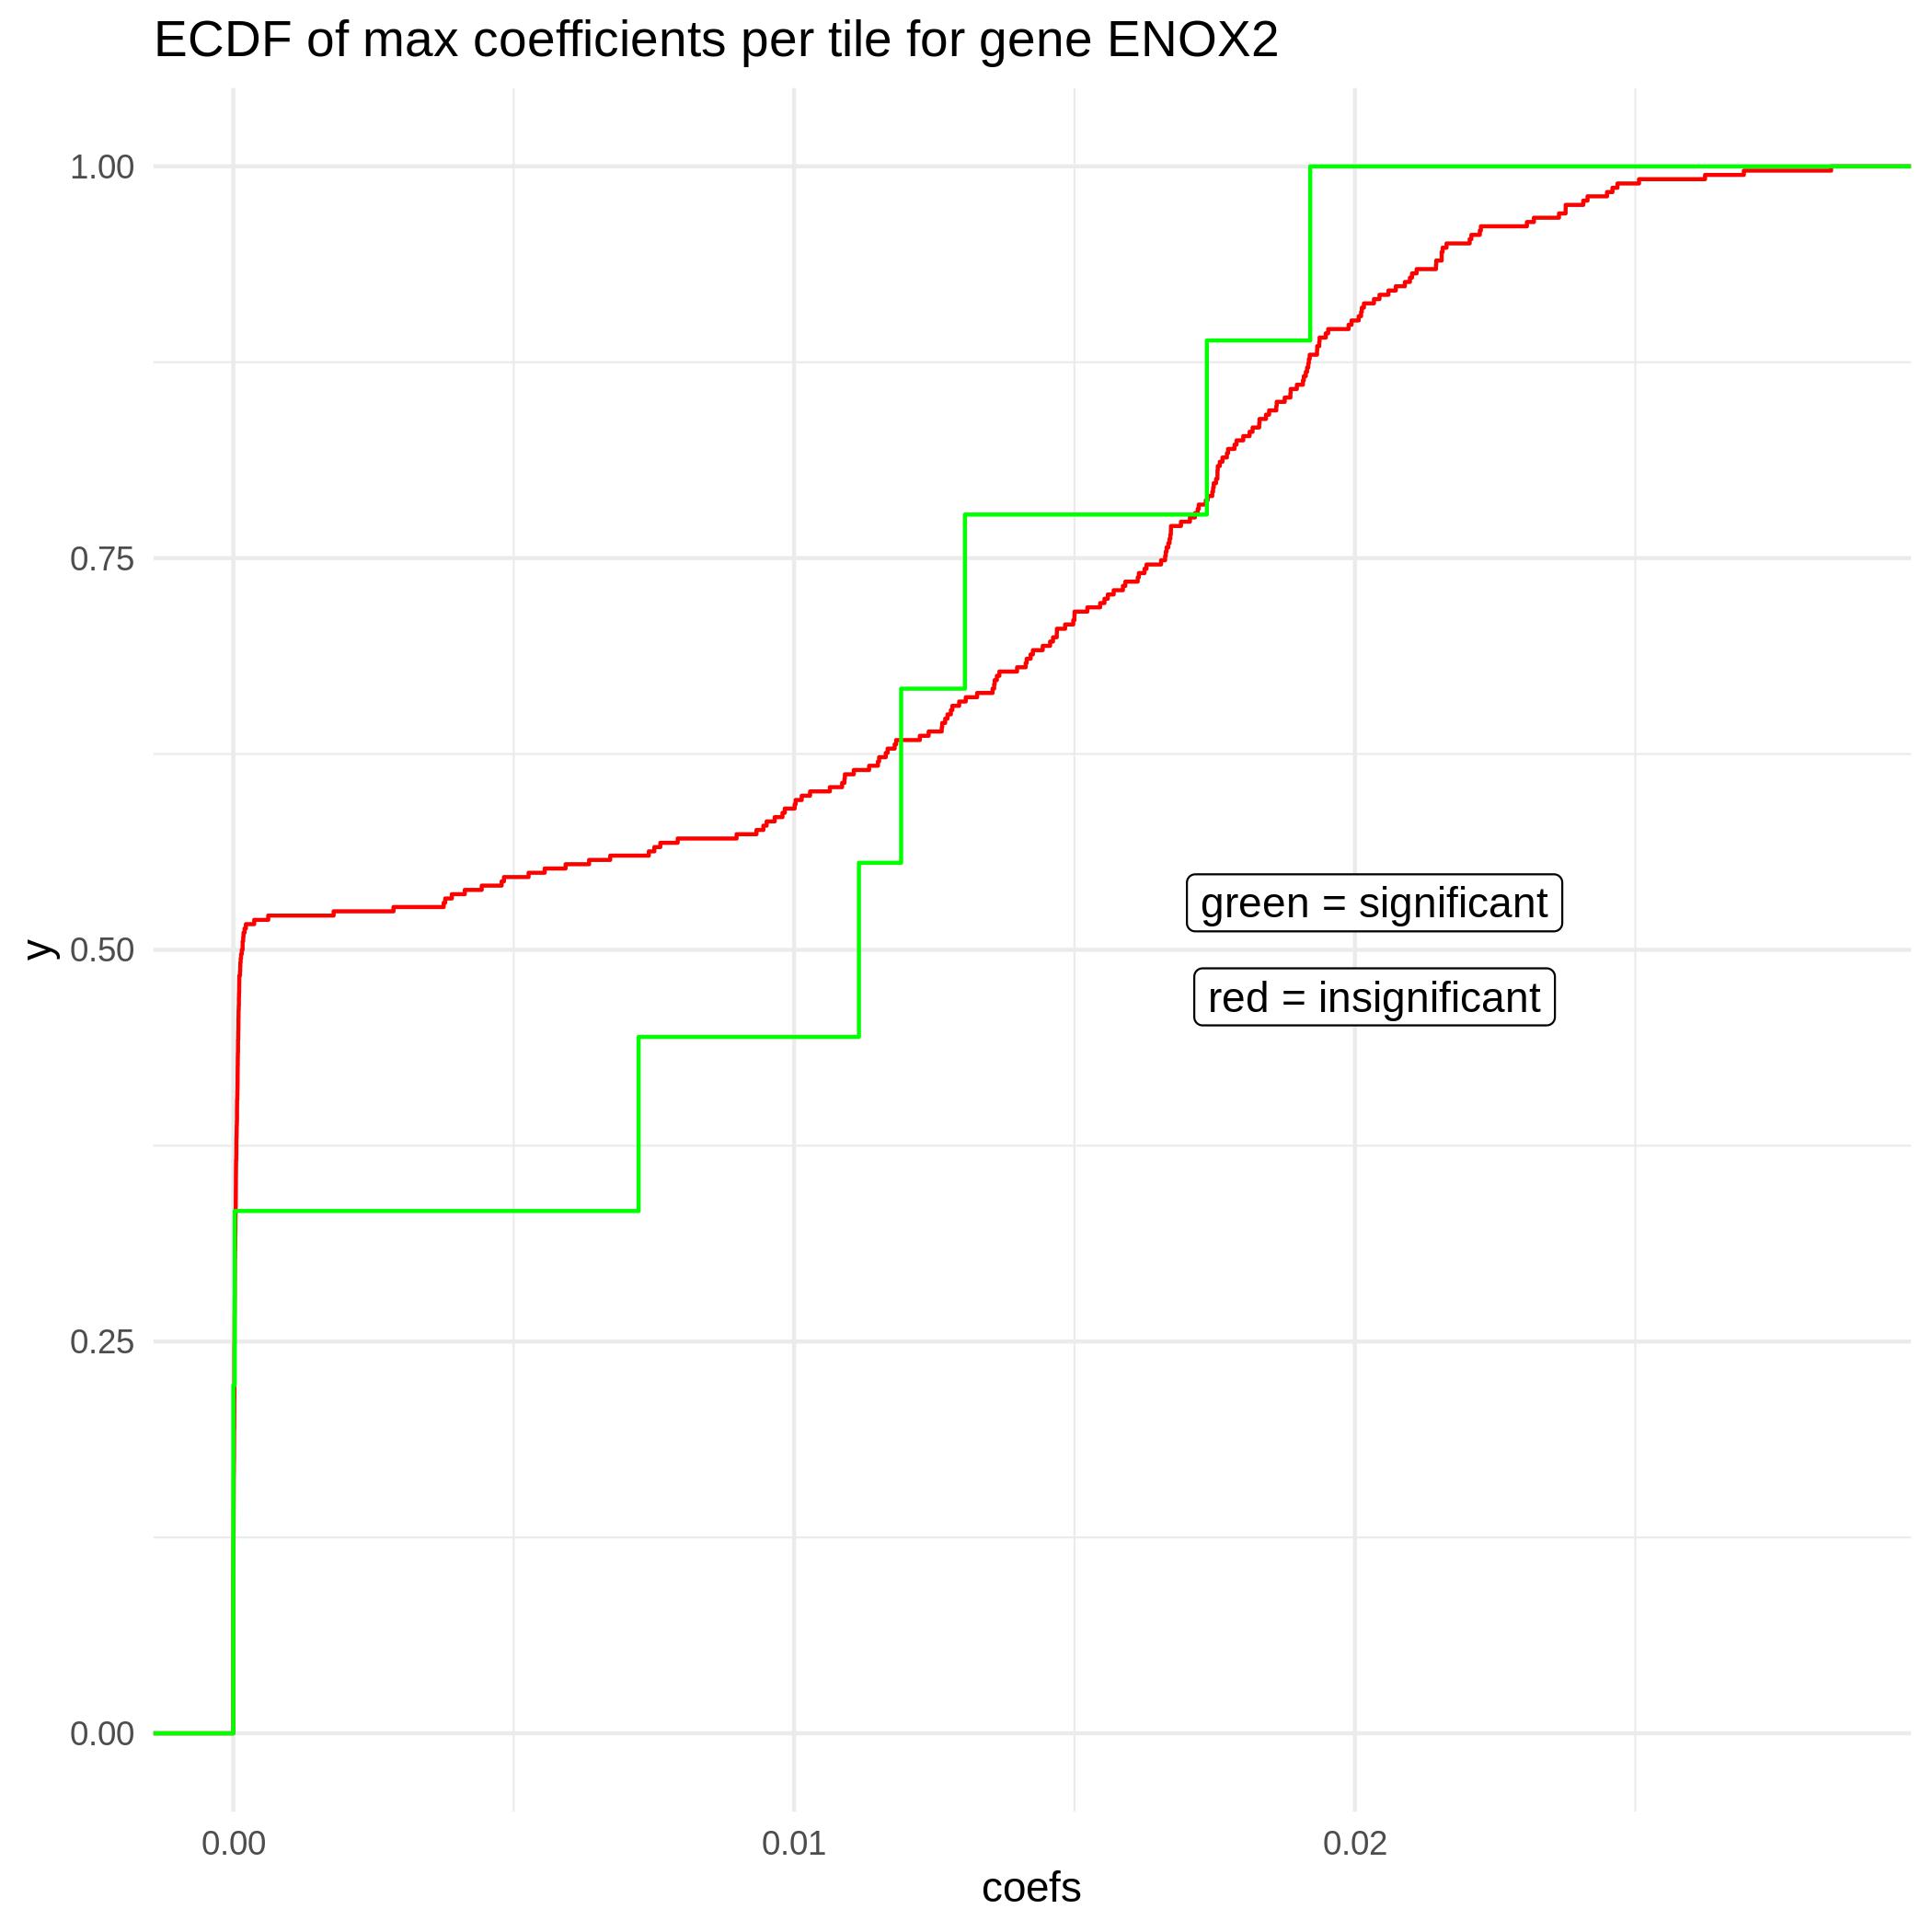 ECDF of max coefficients per tile for gene ENOX2
1.00
0.75
0.50
0.25
0.00
y
green = significant
red = insignificant
0.00
0.01
0.02
coefs